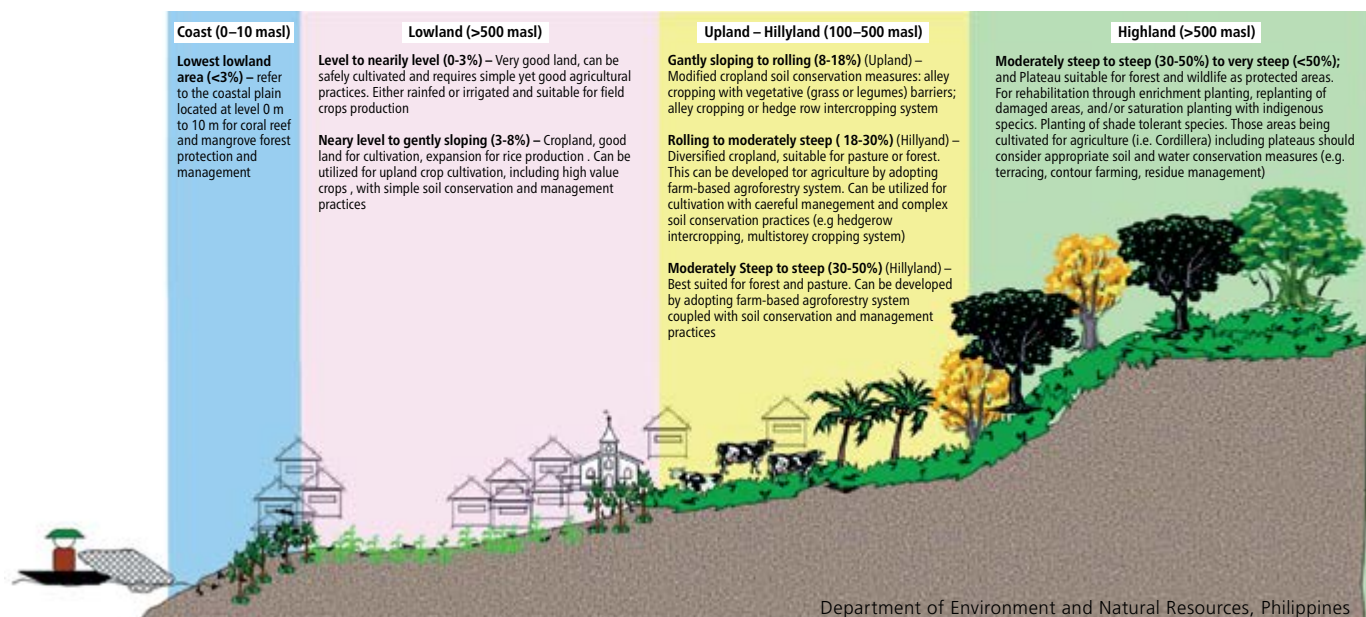 Coast (0–10 masl)
Lowest lowland
area (<3%) – refer
to the coastal plain
located at level 0 m
to 10 m for coral reef
and mangrove forest
protection and
management
Lowland (>500 masl)
Level to nearily level (0-3%) – Very good land, can be
safely cultivated and requires simple yet good agricultural
practices. Either rainfed or irrigated and suitable for field
crops production
Neary level to gently sloping (3-8%) – Cropland, good
land for cultivation, expansion for rice production . Can be
utilized for upland crop cultivation, including high value
crops , with simple soil conservation and management
practices
Upland – Hillyland (100–500 masl)
Gantly sloping to rolling (8-18%) (Upland) –
Modified cropland soil conservation measures: alley
cropping with vegetative (grass or legumes) barriers;
alley cropping or hedge row intercropping system
Rolling to moderately steep ( 18-30%) (Hillyand) –
Diversified cropland, suitable for pasture or forest.
This can be developed tor agriculture by adopting
farm-based agroforestry system. Can be utilized for
cultivation with caereful manegement and complex
soil conservation practices (e.g hedgerow
intercropping, multistorey cropping system)
Moderately Steep to steep (30-50%) (Hillyland) –
Best suited for forest and pasture. Can be developed
by adopting farm-based agroforestry system
coupled with soil conservation and management
practices
Highland (>500 masl)
Moderately steep to steep (30-50%) to very steep (<50%);
and Plateau suitable for forest and wildlife as protected areas.
For rehabilitation through enrichment planting, replanting of
damaged areas, and/or saturation planting with indigenous
specics. Planting of shade tolerant species. Those areas being
cultivated for agriculture (i.e. Cordillera) including plateaus should
consider appropriate soil and water conservation measures (e.g.
terracing, contour farming, residue management)
Department of Environment and Natural Resources, Philippines